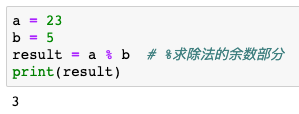 a = 23
b = 5
result = a % b  # %求除法的余数部分
print(result)
3